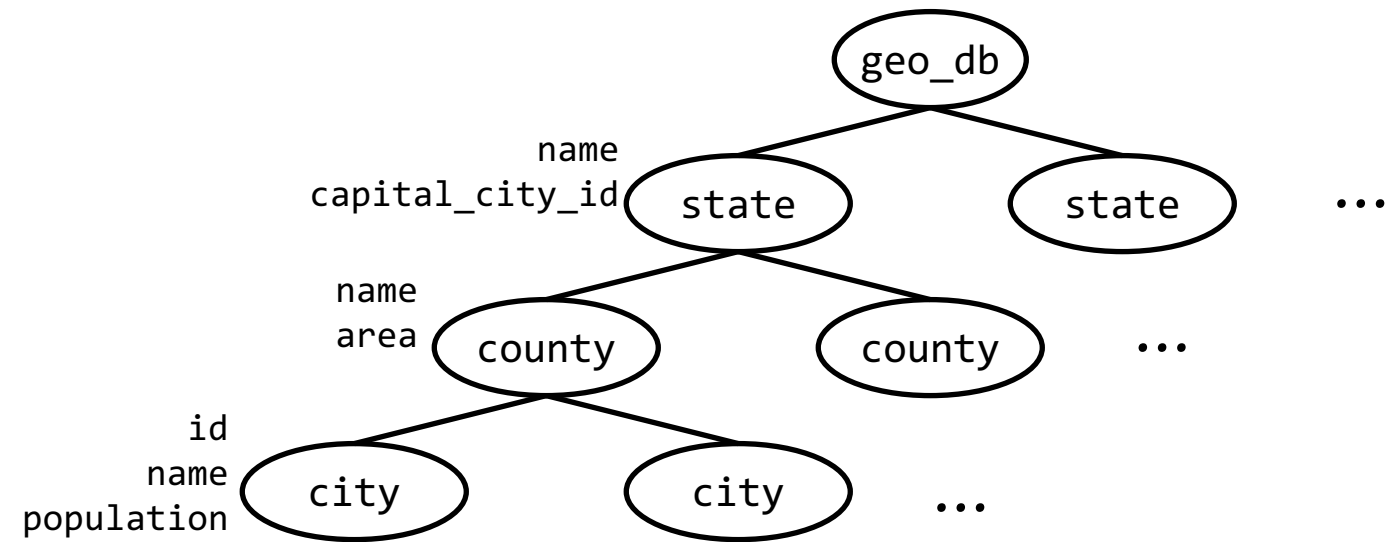 geo_db
name
capital_city_id
state
state
...
name
area
county
county
...
id
name
population
city
city
...